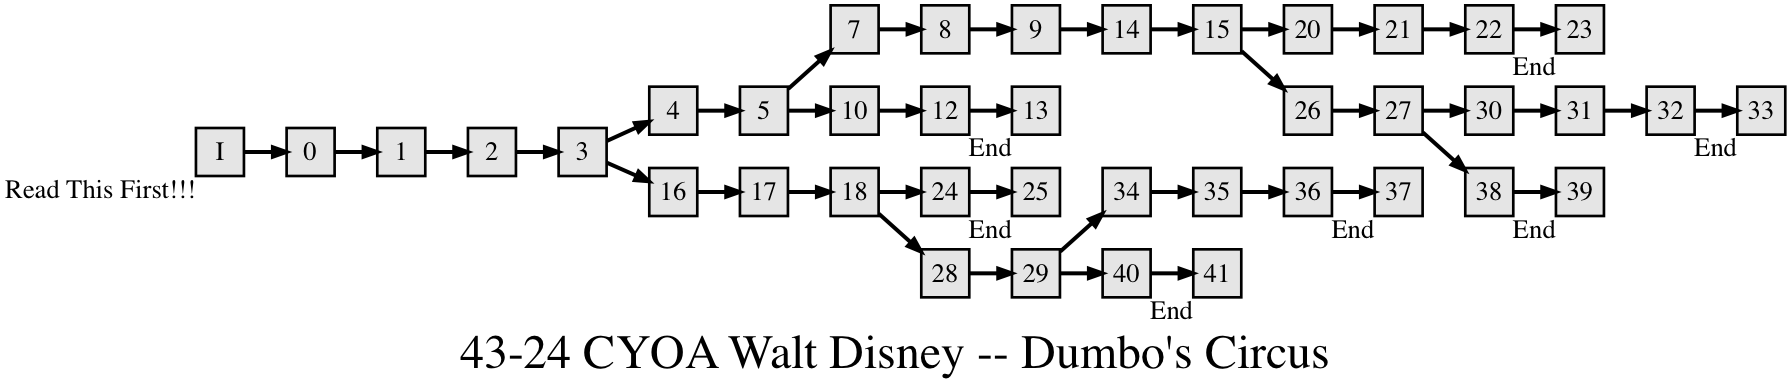 7 8 9 14 15 20 21 22 23
End
4 5 10 12 13 26 27 30 31 32 33
End End
I 0 1 2 3
Read This First!!!
16 17 18 24 25 34 35 36 37 38 39
End End End
28 29 40 41
End
43-24 CYOA Walt Disney -- Dumbo's Circus